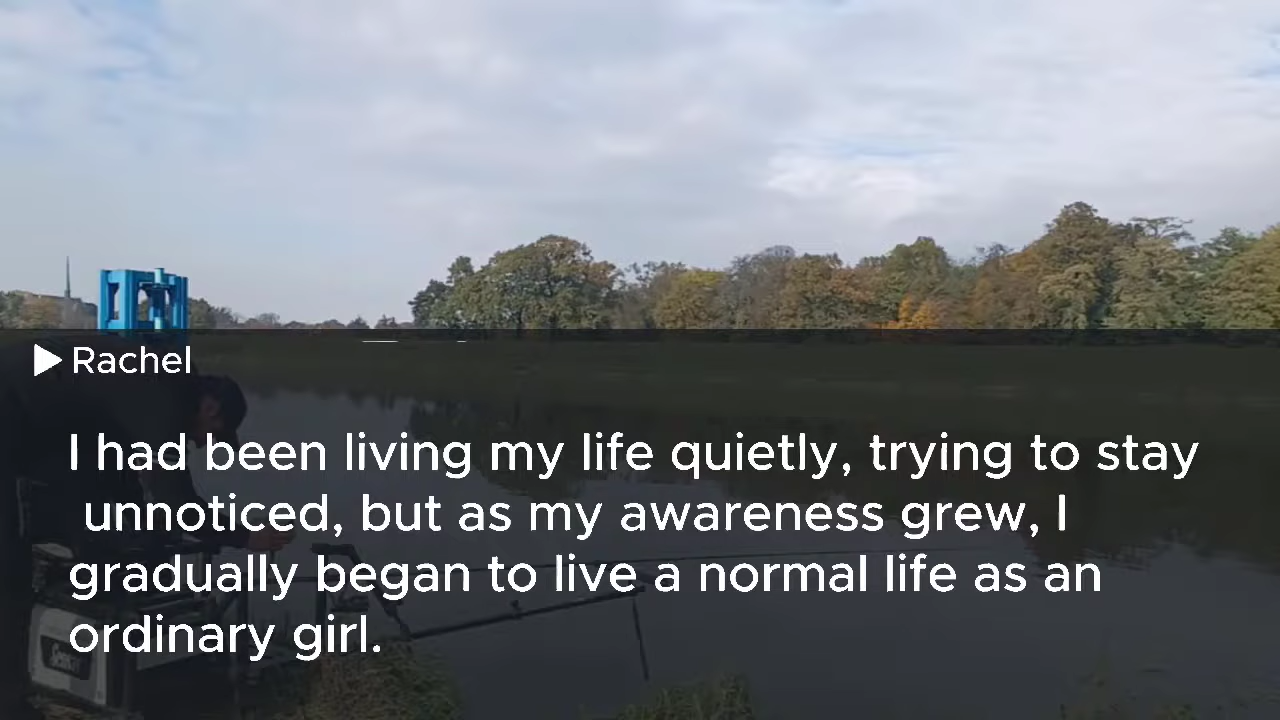 ▶ Rachel
I had been living my life quietly, trying to stay
unnoticed, but as my awareness grew, I
gradually began to live a normal life as an
ordinary girl.